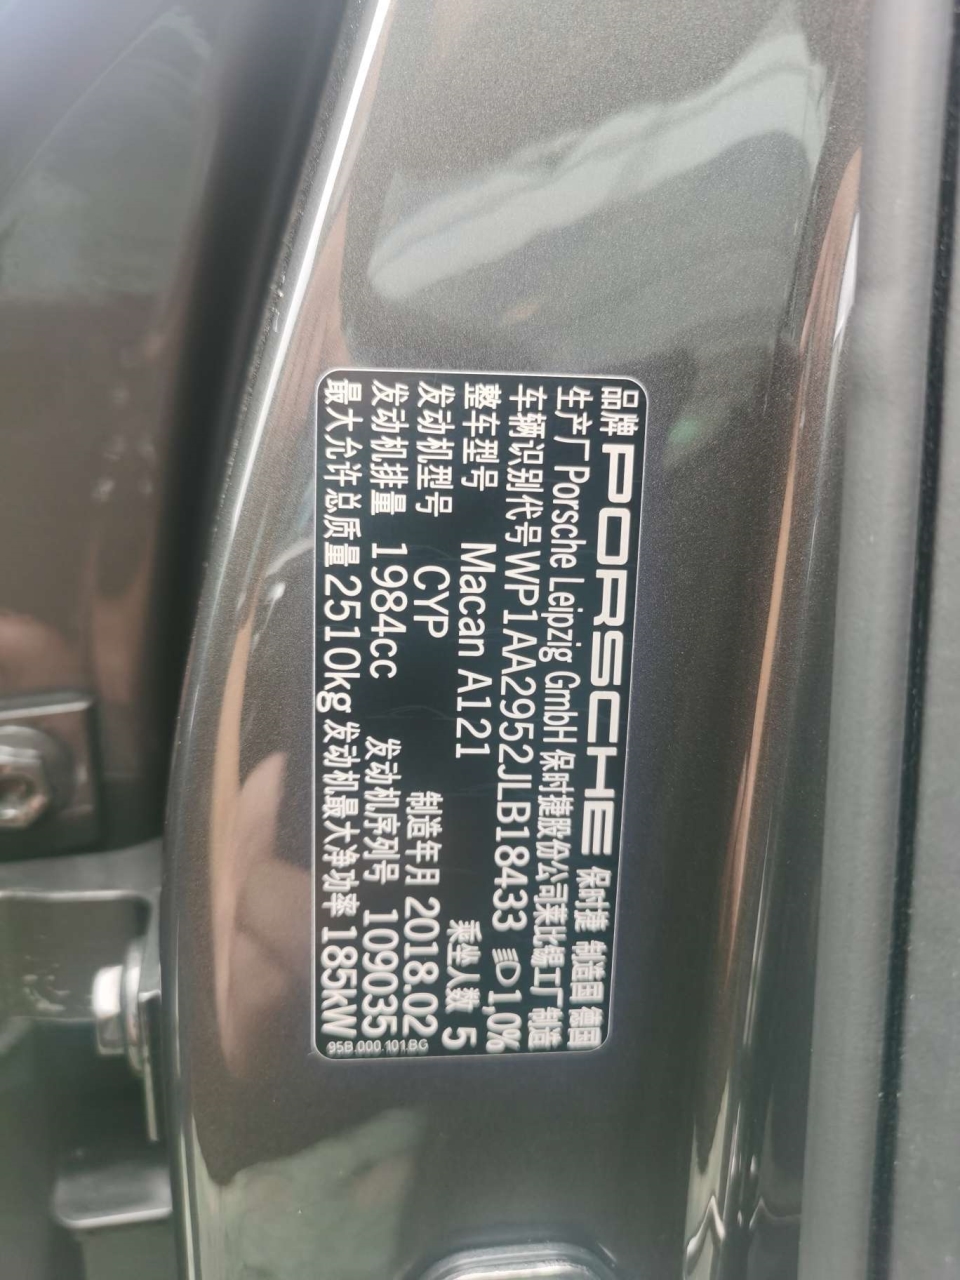 品牌 PORSCHE 保时捷 制造国 德国
生产厂 Porsche Leipzig GmbH 保时捷股份公司莱比锡工厂 制造
车辆识别代号 WP1AA2952JLB18433 1,0%
整车型号 Macan A121 乘坐人数 5
发动机型号 CYP 制造年月 2018.02
发动机排量 1984cc 发动机序列号 109035
最大允许总质量 2510kg 发动机最大净功率 185kW
95B.000.101.BG